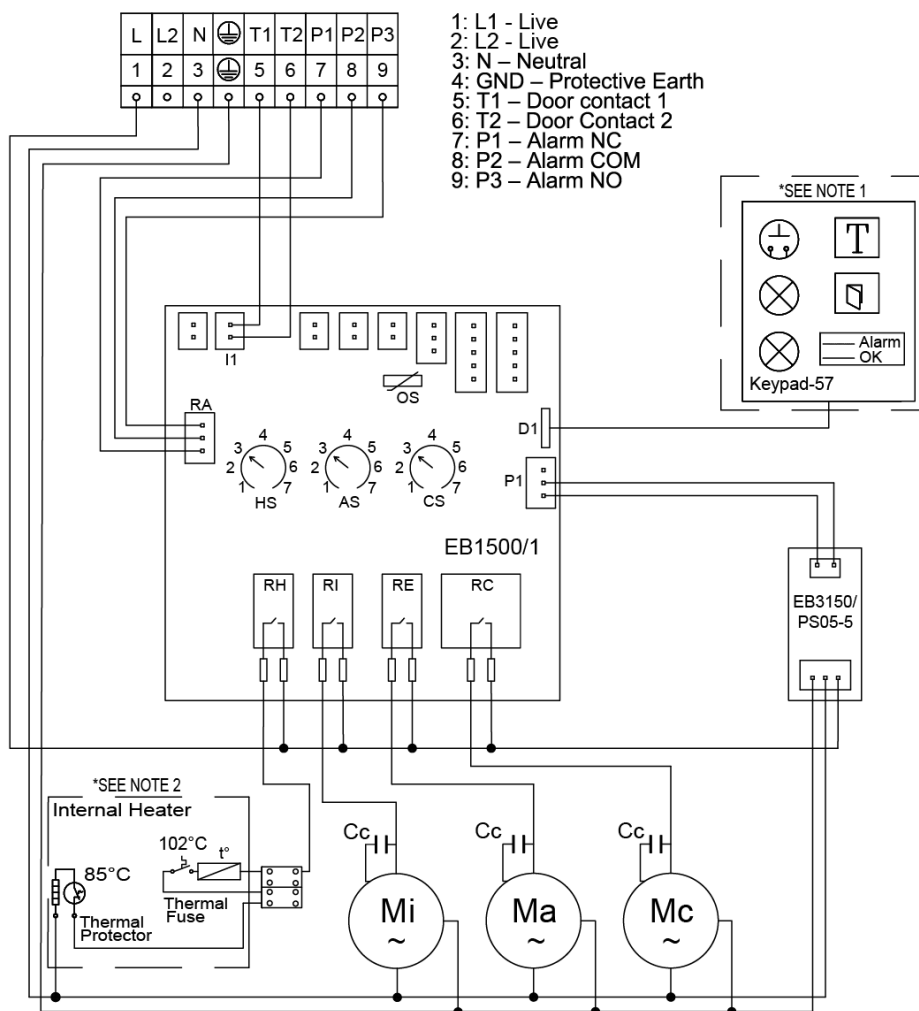 L L2 N T1 T2 P1 P2 P3
1 2 3 5 6 7 8 9
1: L1 - Live
2: L2 - Live
3: N – Neutral
4: GND – Protective Earth
5: T1 – Door contact 1
6: T2 – Door Contact 2
7: P1 – Alarm NC
8: P2 – Alarm COM
9: P3 – Alarm NO
*SEE NOTE 1
T
Alarm
OK
Keypad-57
I1
OS
RA
D1
P1
1 2 3 4 5 6 7
HS
1 2 3 4 5 6 7
AS
1 2 3 4 5 6 7
CS
EB1500/1
RH RI RE RC
EB3150/
PS05-5
*SEE NOTE 2
Internal Heater
102°C
t°
85°C
Thermal
Fuse
Thermal
Protector
Cc
Mi
~
Cc
Ma
~
Cc
Mc
~